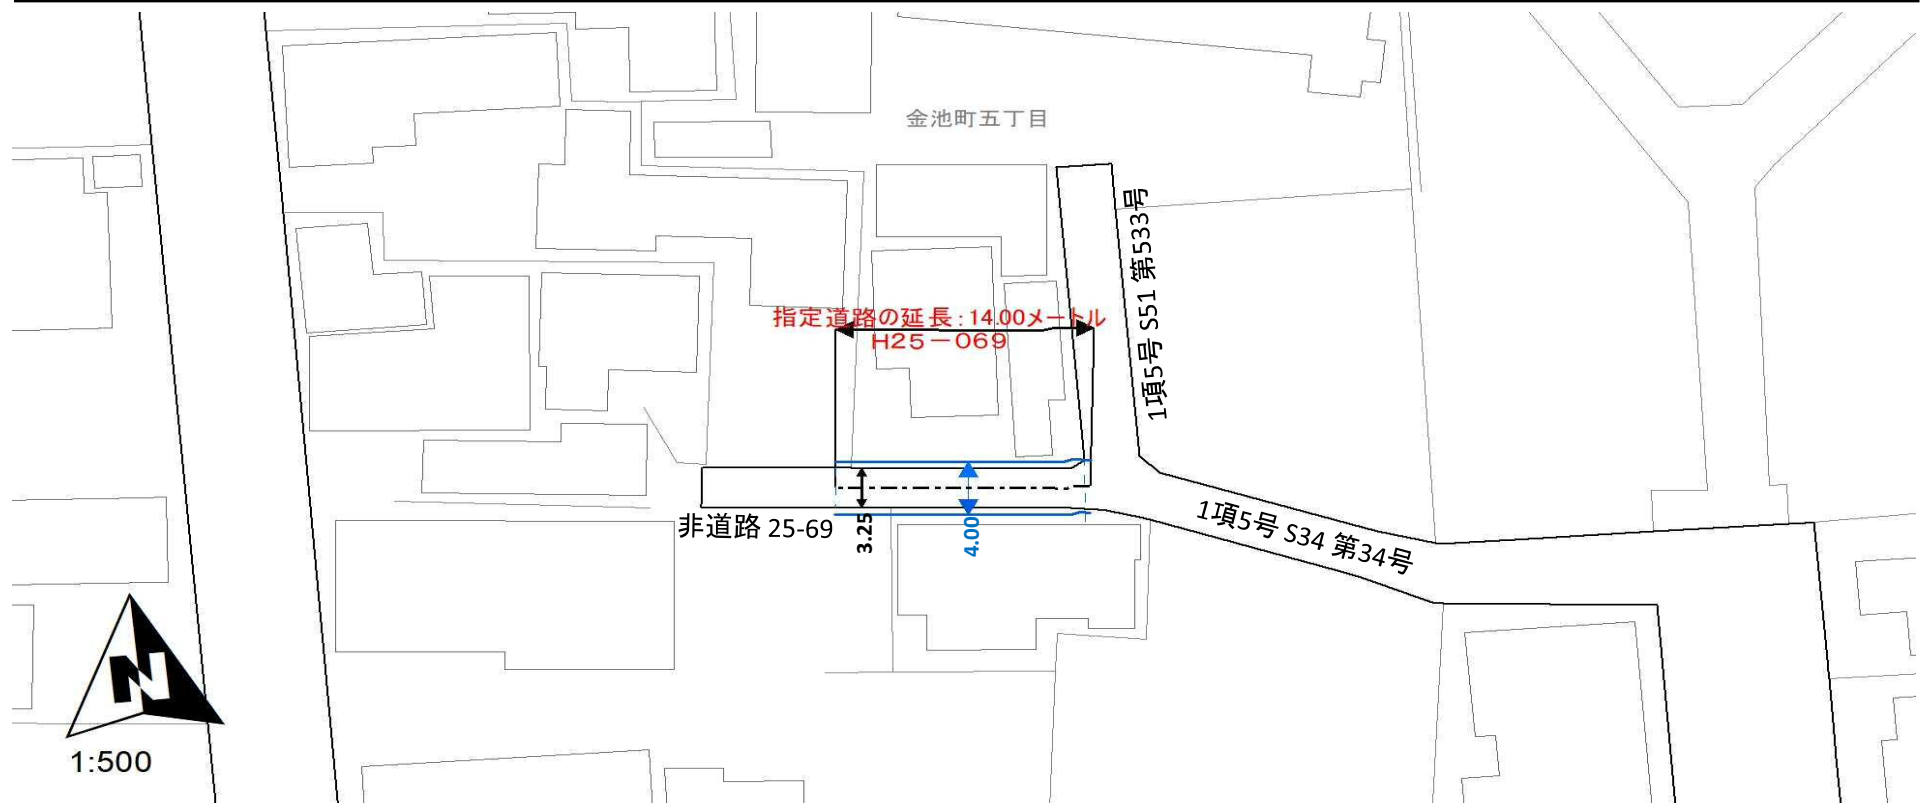 金池町五丁目
1項5号 S51 第533号
指定道路の延長:14.00メートル
H25-069
非道路 25-69
3.25
4.00
1項5号 S34 第34号
N
1:500